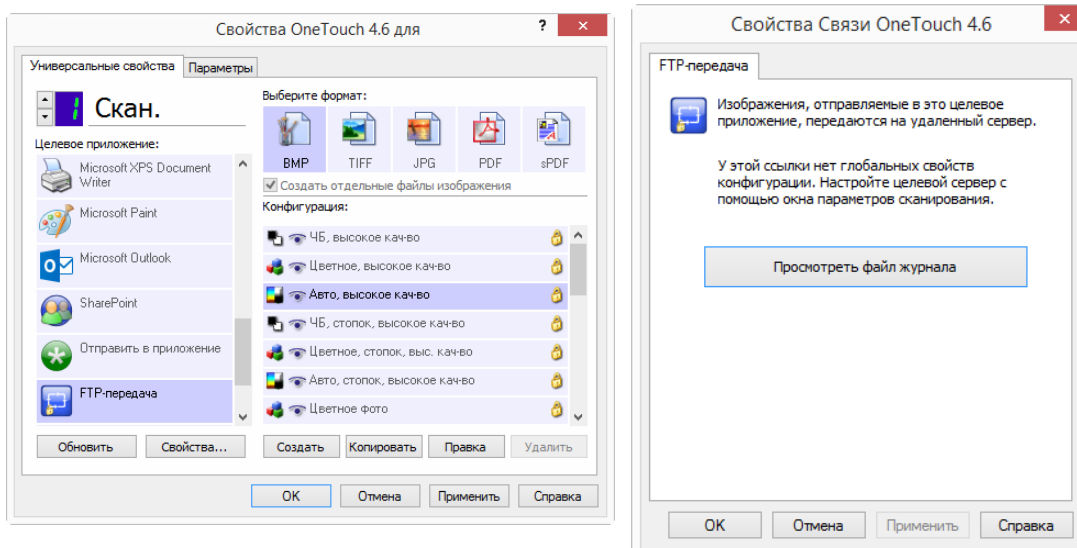 Свойства OneTouch 4.6 для
?
×
Универсальные свойства
Параметры
1
Скан.
Целевое приложение:
Microsoft XPS Document
Writer
Microsoft Paint
Microsoft Outlook
SharePoint
Отправить в приложение
FTP-передача
Обновить
Свойства...
Выберите формат:
BMP
TIFF
JPG
PDF
sPDF
Создать отдельные файлы изображения
Конфигурация:
ЧБ, высокое кач-во
Цветное, высокое кач-во
Авто, высокое кач-во
ЧБ, стопок, высокое кач-во
Цветное, стопок, выс. кач-во
Авто, стопок, высокое кач-во
Цветное фото
Создать
Копировать
Правка
Удалить
OK
Отмена
Применить
Справка
Свойства Связи OneTouch 4.6
×
FTP-передача
Изображения, отправляемые в это целевое
приложение, передаются на удаленный сервер.
У этой ссылки нет глобальных свойств
конфигурации. Настройте целевой сервер с
помощью окна параметров сканирования.
Просмотреть файл журнала
OK
Отмена
Применить
Справка